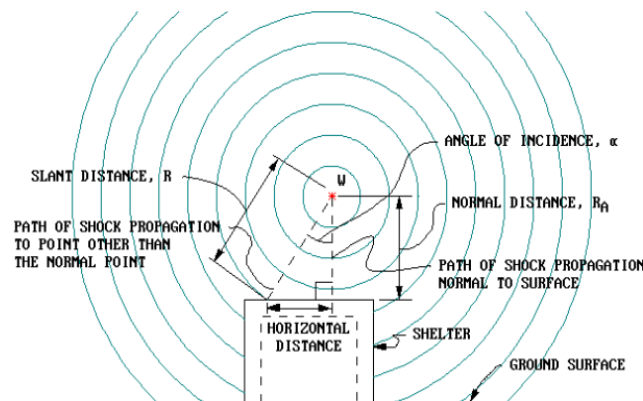 ANGLE OF INCIDENCE, α
SLANT DISTANCE, R
W
NORMAL DISTANCE, R_A
PATH OF SHOCK PROPAGATION
TO POINT OTHER THAN
THE NORMAL POINT
PATH OF SHOCK PROPAGATION
NORMAL TO SURFACE
HORIZONTAL
DISTANCE
SHELTER
GROUND SURFACE